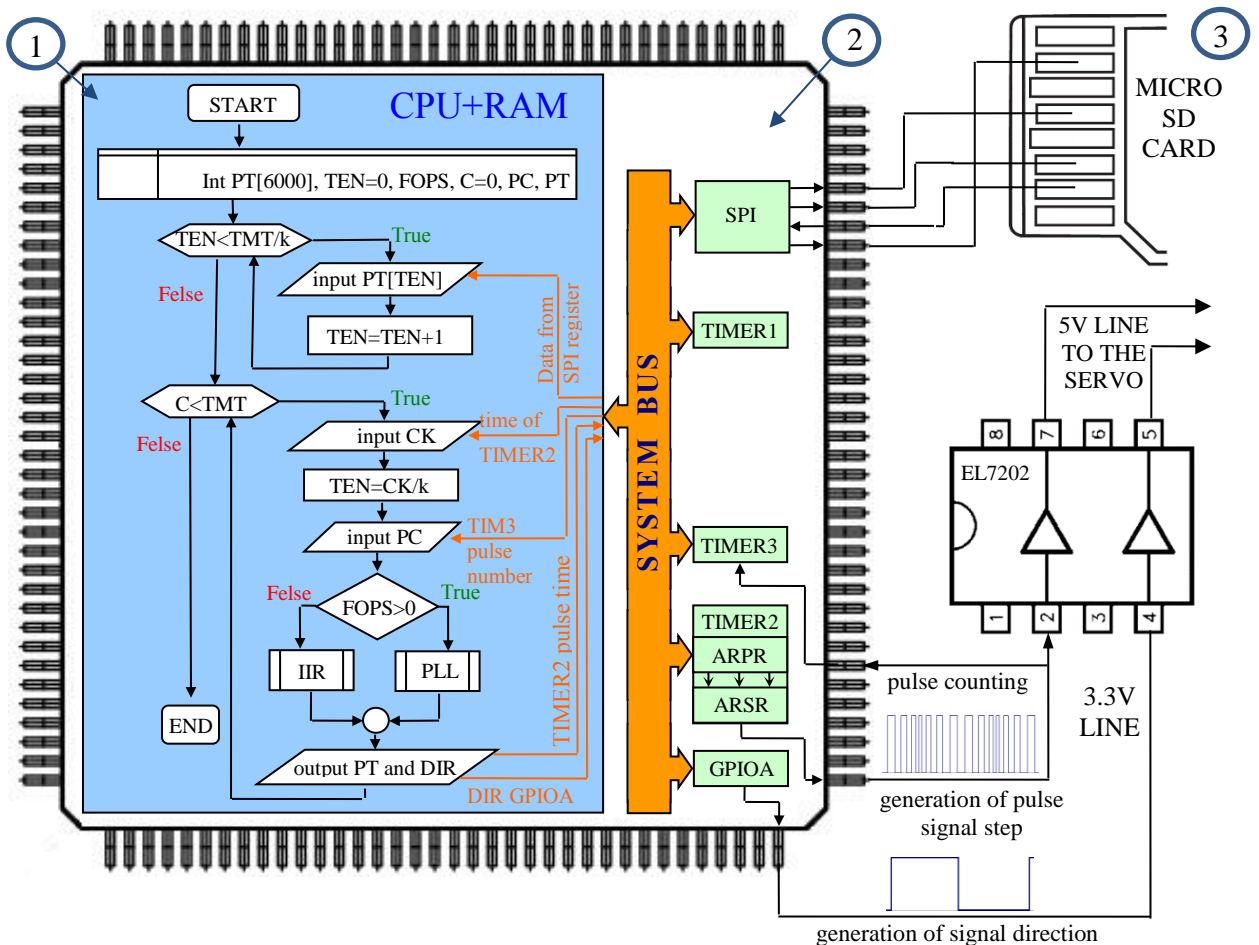 1
2
3
START
CPU+RAM
Int PT[6000], TEN=0, FOPS, C=0, PC, PT
TEN<TMT/k
True
input PT[TEN]
Felse
TEN=TEN+1
Data from
SPI register
C<TMT
True
Felse
input CK
time of
TIMER2
TEN=CK/k
input PC
TIM3
pulse
number
Felse
FOPS>0
True
IIR
PLL
END
output PT and DIR
TIMER2 pulse time
DIR GPIOA
SYSTEM BUS
SPI
TIMER1
TIMER3
TIMER2
ARPR
ARSR
GPIOA
MICRO
SD
CARD
5V LINE
TO THE
SERVO
8
7
6
5
EL7202
1
2
3
4
pulse counting
3.3V
LINE
generation of pulse
signal step
generation of signal direction